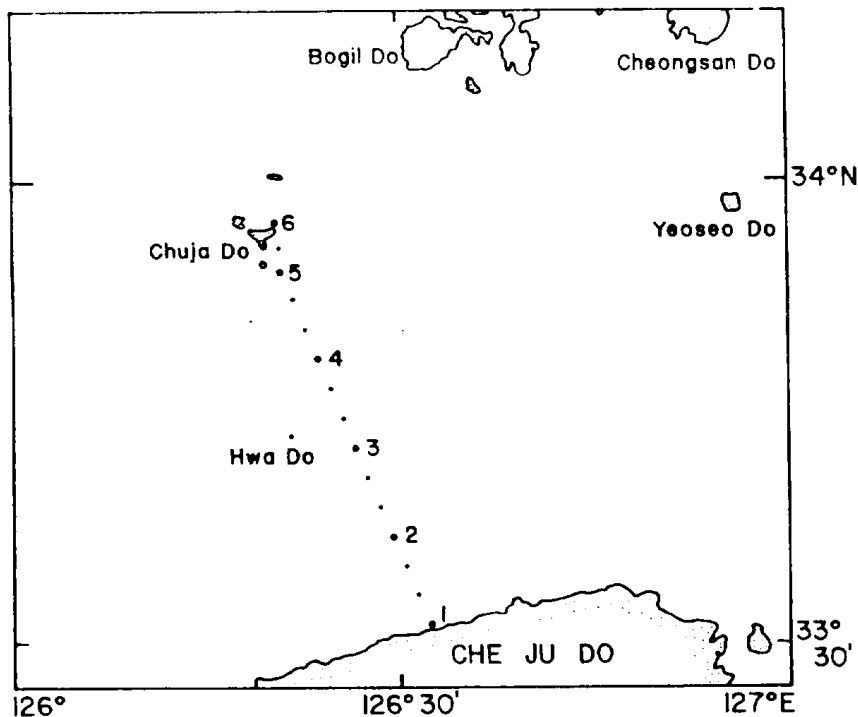 Bogil Do
Cheongsan Do
34°N
6
Yeoseo Do
Chuja Do
5
4
Hwa Do
3
2
1
33°
30'
CHE JU DO
126°
126°30'
127°E